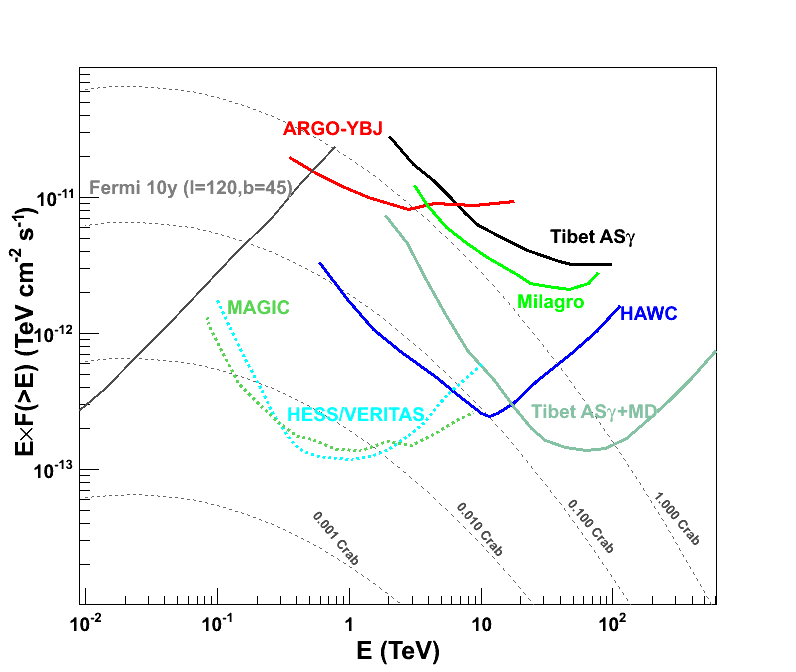 ARGO-YBJ
Fermi 10y (l=120,b=45)
Tibet ASγ
Milagro
HAWC
MAGIC
HESS/VERITAS
Tibet ASγ+MD
0.001 Crab
0.010 Crab
0.100 Crab
1.000 Crab
E×F(>E) (TeV cm⁻² s⁻¹)
10⁻¹¹
10⁻¹²
10⁻¹³
10⁻² 10⁻¹ 1 10 10²
E (TeV)